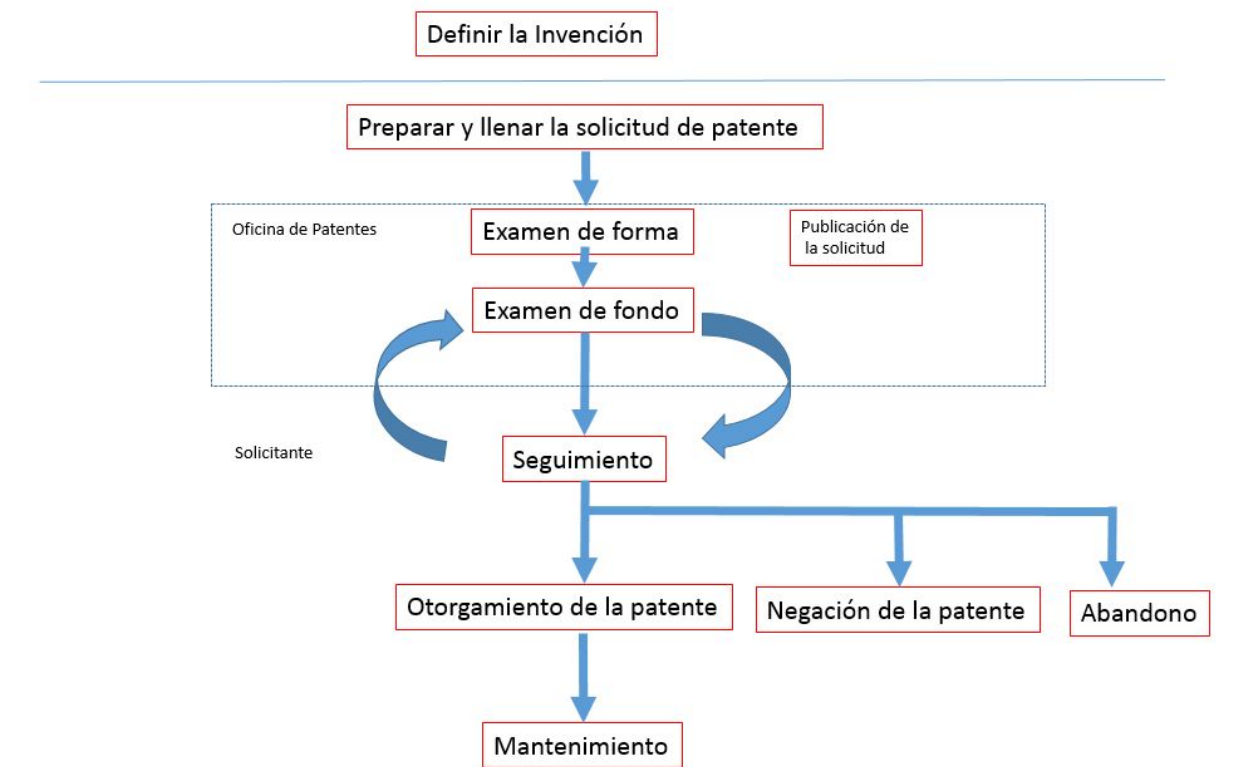 Definir la Invención
Preparar y llenar la solicitud de patente
Oficina de Patentes
Examen de forma
Publicación de
la solicitud
Examen de fondo
Solicitante
Seguimiento
Otorgamiento de la patente
Negación de la patente
Abandono
Mantenimiento